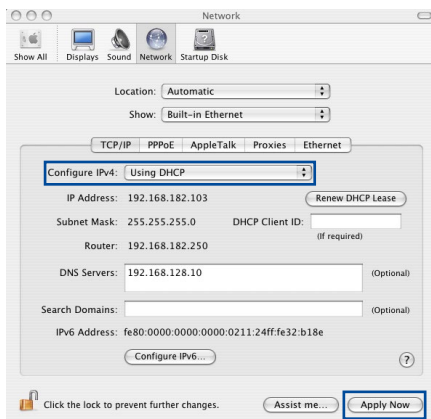 Network
Show All Displays Sound Network Startup Disk
Location: Automatic
Show: Built-in Ethernet
TCP/IP PPPoE AppleTalk Proxies Ethernet
Configure IPv4: Using DHCP
IP Address: 192.168.182.103 Renew DHCP Lease
Subnet Mask: 255.255.255.0 DHCP Client ID:
(If required)
Router: 192.168.182.250
DNS Servers: 192.168.128.10 (Optional)
Search Domains: (Optional)
IPv6 Address: fe80:0000:0000:0000:0211:24ff:fe32:b18e
Configure IPv6... ?
Click the lock to prevent further changes. Assist me... Apply Now